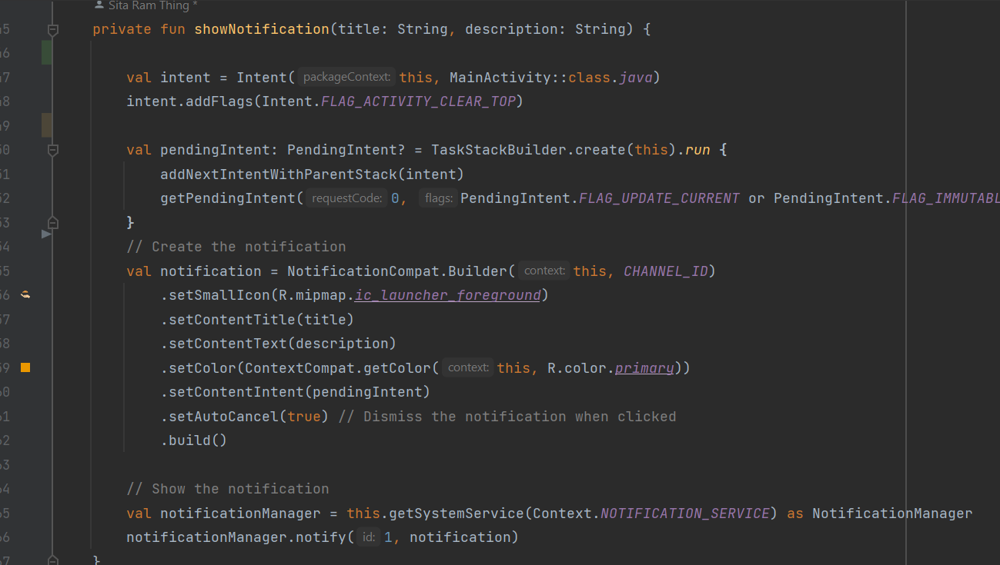 Sita Ram Thing *
private fun showNotification(title: String, description: String) {
val intent = Intent( packageContext: this, MainActivity::class.java)
intent.addFlags(Intent.FLAG_ACTIVITY_CLEAR_TOP)
val pendingIntent: PendingIntent? = TaskStackBuilder.create(this).run {
addNextIntentWithParentStack(intent)
getPendingIntent( requestCode: 0, flags: PendingIntent.FLAG_UPDATE_CURRENT or PendingIntent.FLAG_IMMUTABL
}
// Create the notification
val notification = NotificationCompat.Builder( context: this, CHANNEL_ID)
.setSmallIcon(R.mipmap.ic_launcher_foreground)
.setContentTitle(title)
.setContentText(description)
.setColor(ContextCompat.getColor( context: this, R.color.primary))
.setContentIntent(pendingIntent)
.setAutoCancel(true) // Dismiss the notification when clicked
.build()
// Show the notification
val notificationManager = this.getSystemService(Context.NOTIFICATION_SERVICE) as NotificationManager
notificationManager.notify( id: 1, notification)
}